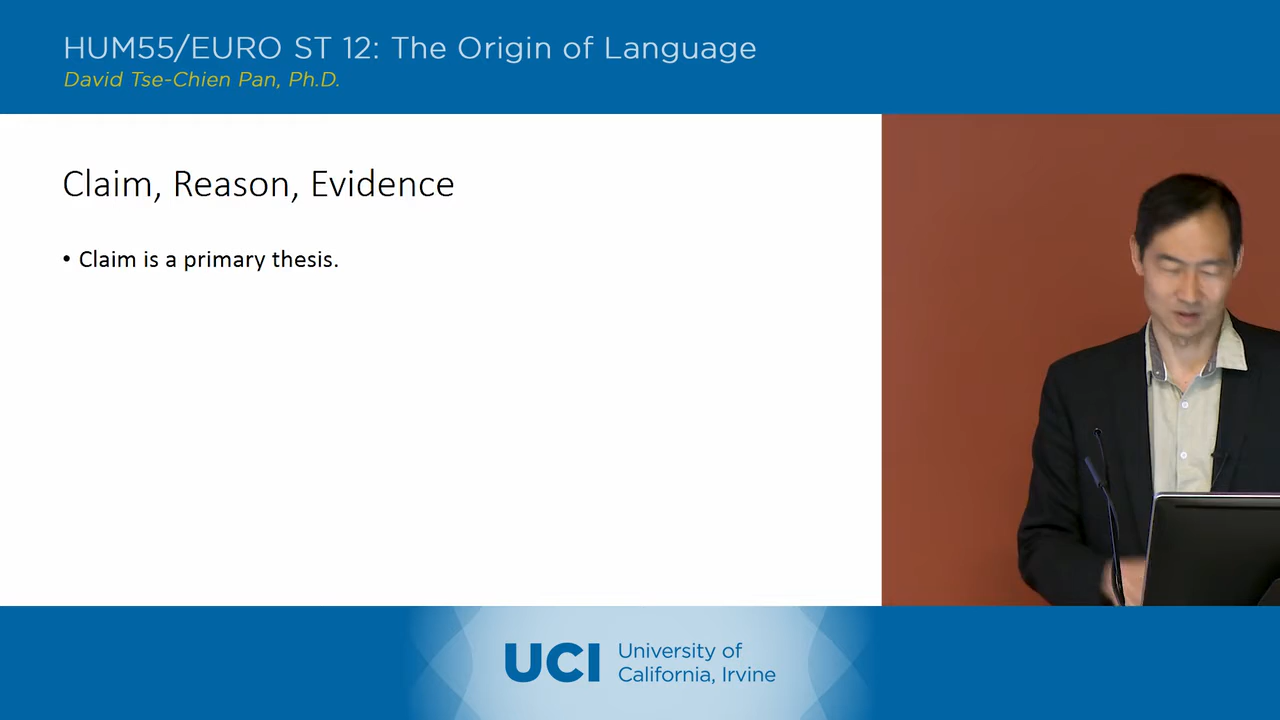 HUM55/EURO ST 12: The Origin of Language
David Tse-Chien Pan, Ph.D.
Claim, Reason, Evidence
• Claim is a primary thesis.
UCI University of
California, Irvine